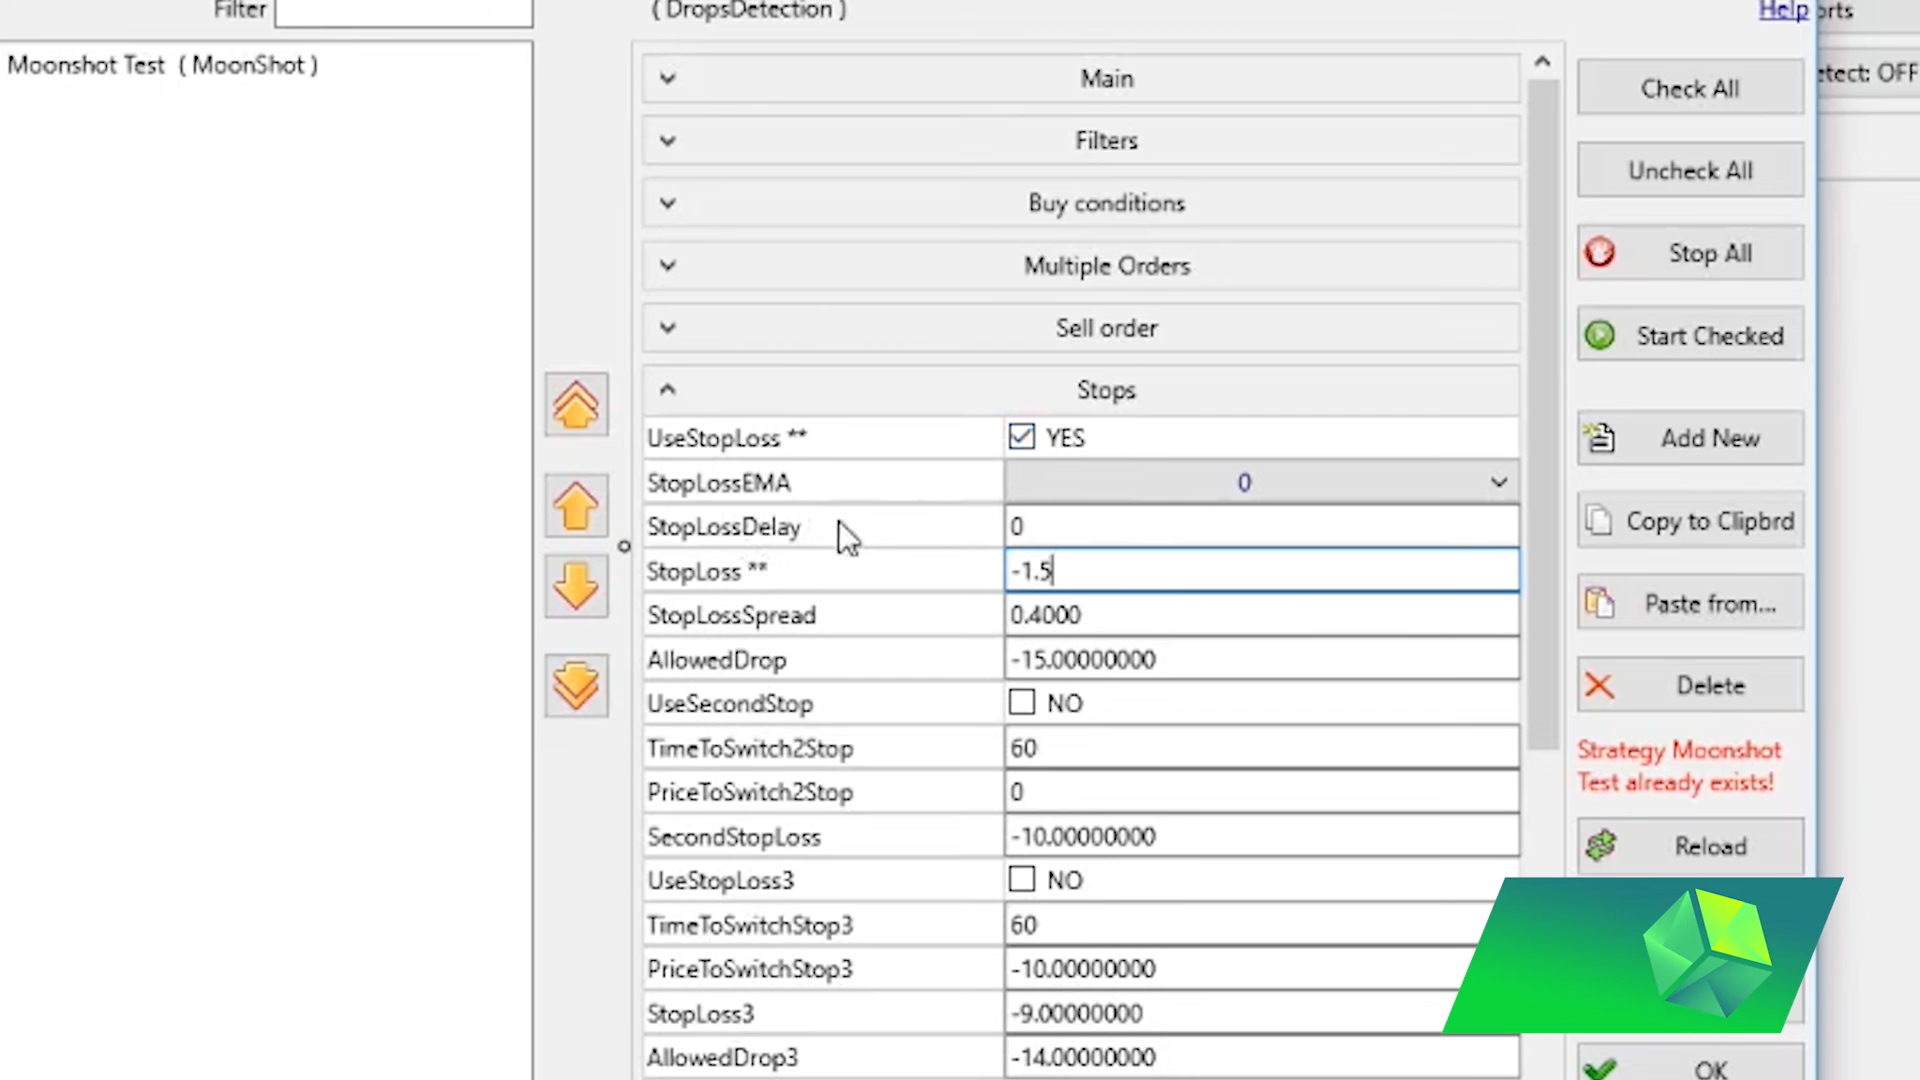 Filter
( DropsDetection )
Help
orts
Moonshot Test ( MoonShot )
Main
Filters
Buy conditions
Multiple Orders
Sell order
Stops
UseStopLoss ** YES
StopLossEMA 0
StopLossDelay 0
StopLoss ** -1.5
StopLossSpread 0.4000
AllowedDrop -15.00000000
UseSecondStop NO
TimeToSwitch2Stop 60
PriceToSwitch2Stop 0
SecondStopLoss -10.00000000
UseStopLoss3 NO
TimeToSwitchStop3 60
PriceToSwitchStop3 -10.00000000
StopLoss3 -9.00000000
AllowedDrop3 -14.00000000
Check All
etect: OFF
Uncheck All
Stop All
Start Checked
Add New
Copy to Clipbrd
Paste from...
Delete
Strategy Moonshot
Test already exists!
Reload
OK